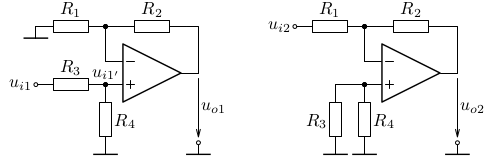 R₁ R₂
R₃
uᵢ₁ uᵢ₁′ − +
R₄
uₒ₁
uᵢ₂ R₁ R₂
− +
R₃ R₄
uₒ₂